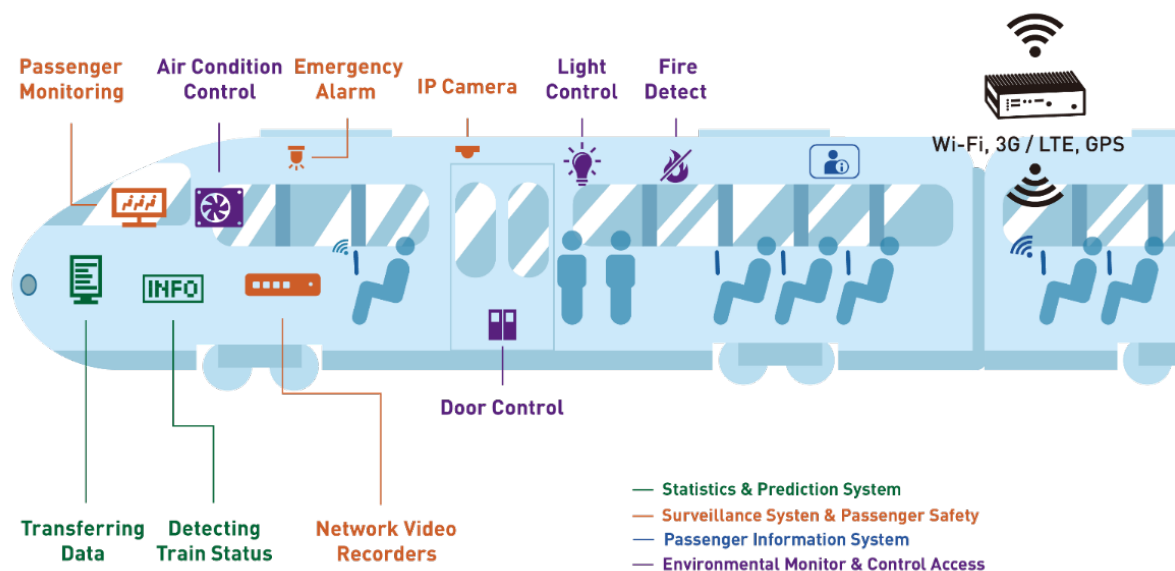 Passenger
Monitoring
Air Condition
Control
Emergency
Alarm
IP Camera
Light
Control
Fire
Detect
Wi-Fi, 3G / LTE, GPS
INFO
Door Control
Transferring
Data
Detecting
Train Status
Network Video
Recorders
Statistics & Prediction System
Surveillance Systen & Passenger Safety
Passenger Information System
Environmental Monitor & Control Access